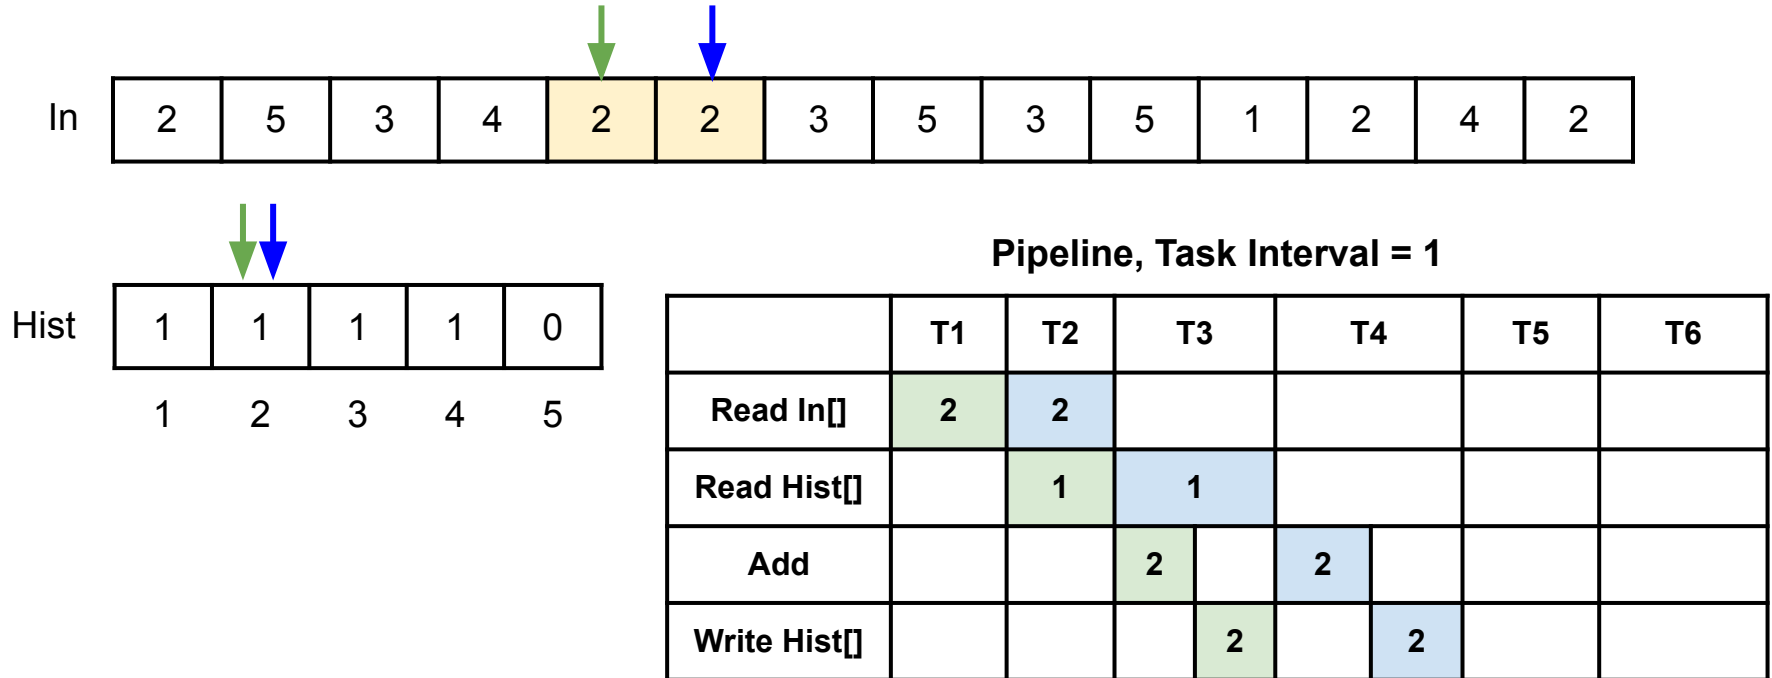 In 2 5 3 4 2 2 3 5 3 5 1 2 4 2
Hist 1 1 1 1 0
1 2 3 4 5
Pipeline, Task Interval = 1
T1 T2 T3 T4 T5 T6
Read In[] 2 2
Read Hist[] 1 1
Add 2 2
Write Hist[] 2 2